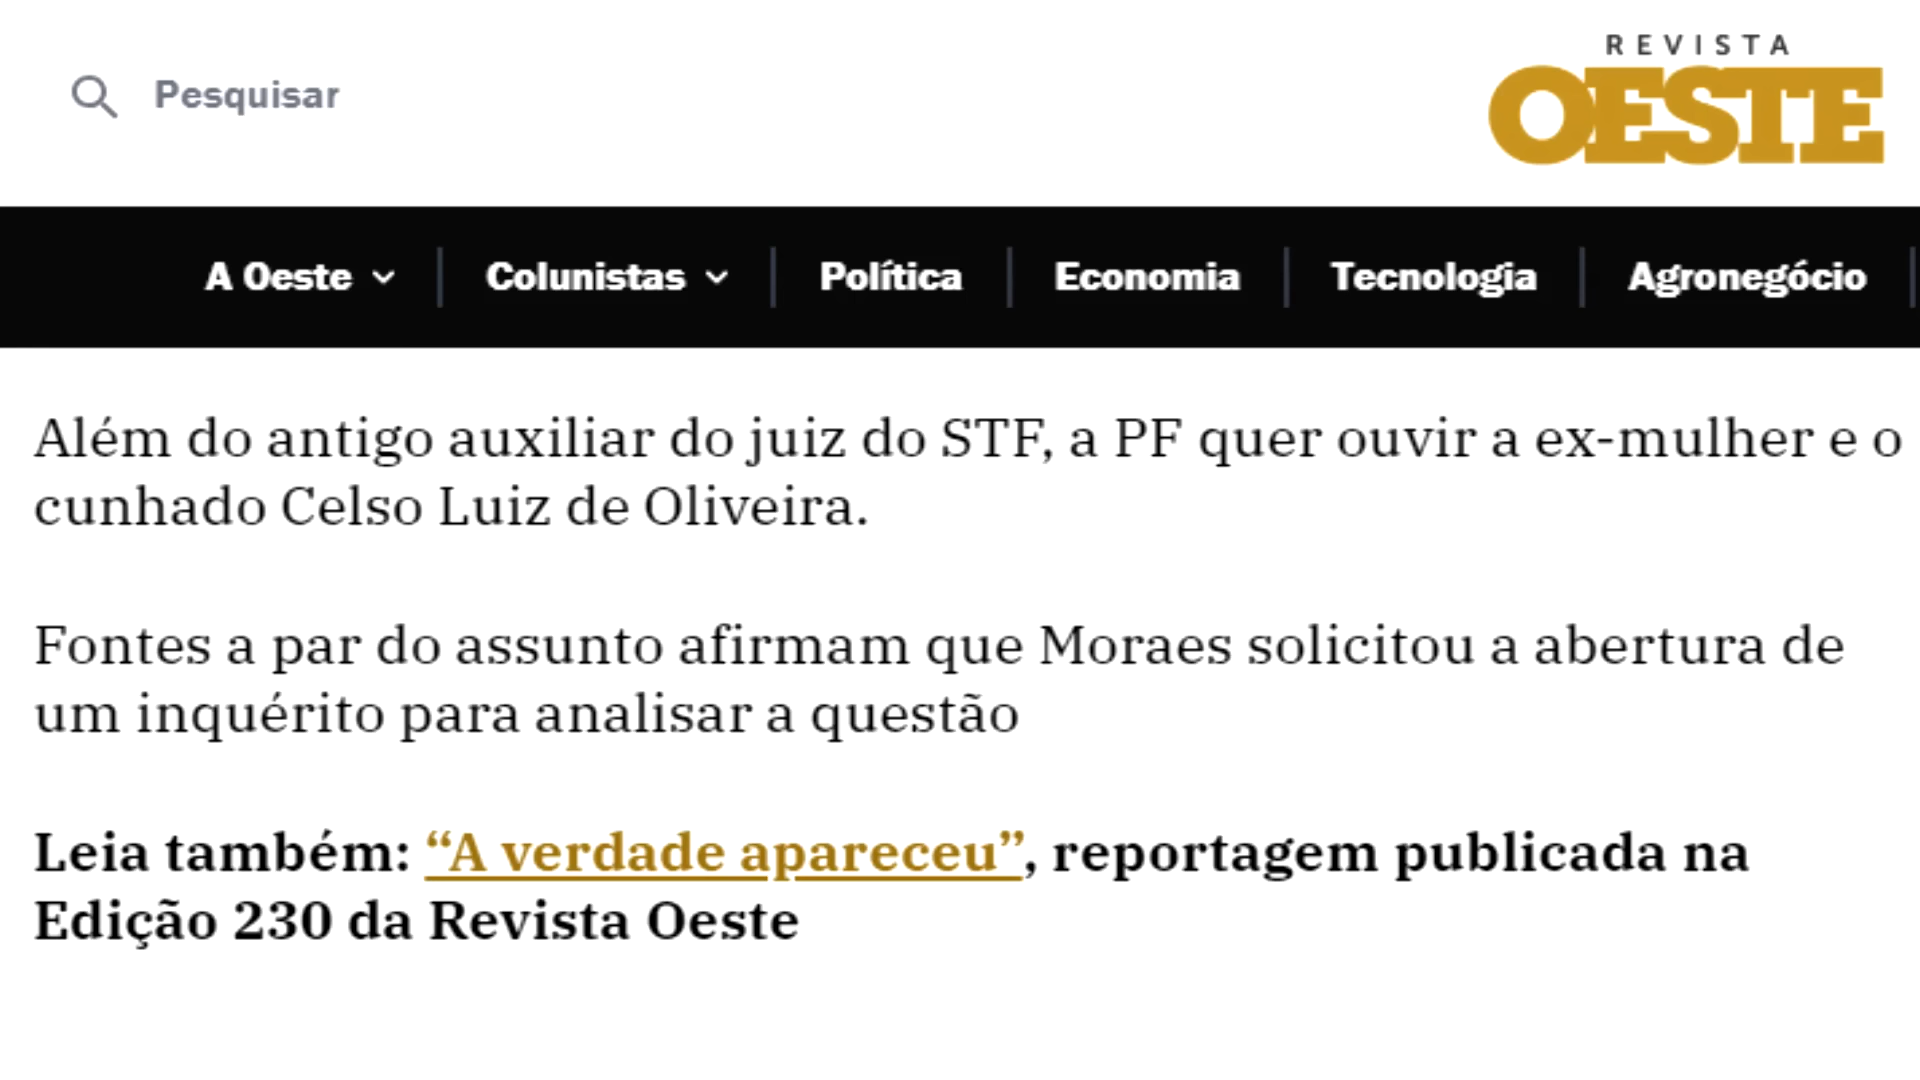 Pesquisar
REVISTA
OESTE
A Oeste
Colunistas
Política
Economia
Tecnologia
Agronegócio
Além do antigo auxiliar do juiz do STF, a PF quer ouvir a ex-mulher e o
cunhado Celso Luiz de Oliveira.
Fontes a par do assunto afirmam que Moraes solicitou a abertura de
um inquérito para analisar a questão
Leia também: “A verdade apareceu”, reportagem publicada na
Edição 230 da Revista Oeste